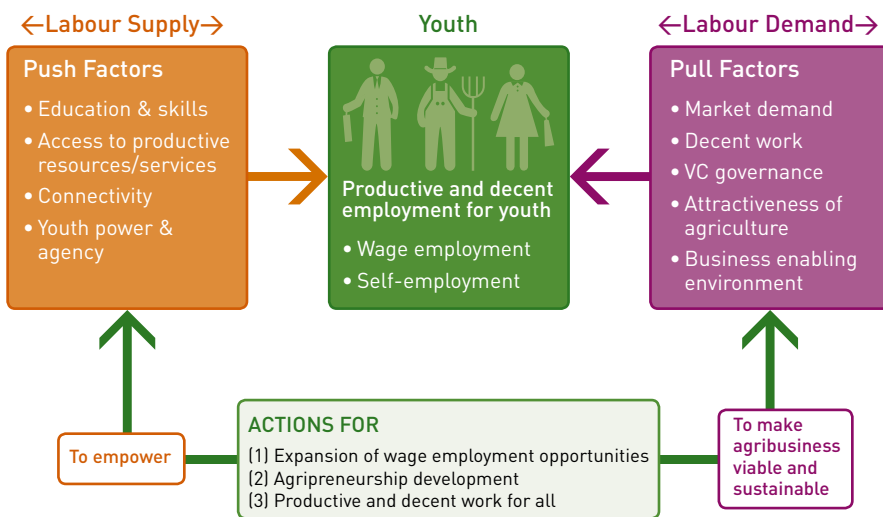 ←Labour Supply→
Push Factors
• Education & skills
• Access to productive
resources/services
• Connectivity
• Youth power &
agency
Youth
Productive and decent
employment for youth
• Wage employment
• Self-employment
←Labour Demand→
Pull Factors
• Market demand
• Decent work
• VC governance
• Attractiveness of
agriculture
• Business enabling
environment
To empower
ACTIONS FOR
(1) Expansion of wage employment opportunities
(2) Agripreneurship development
(3) Productive and decent work for all
To make
agribusiness
viable and
sustainable